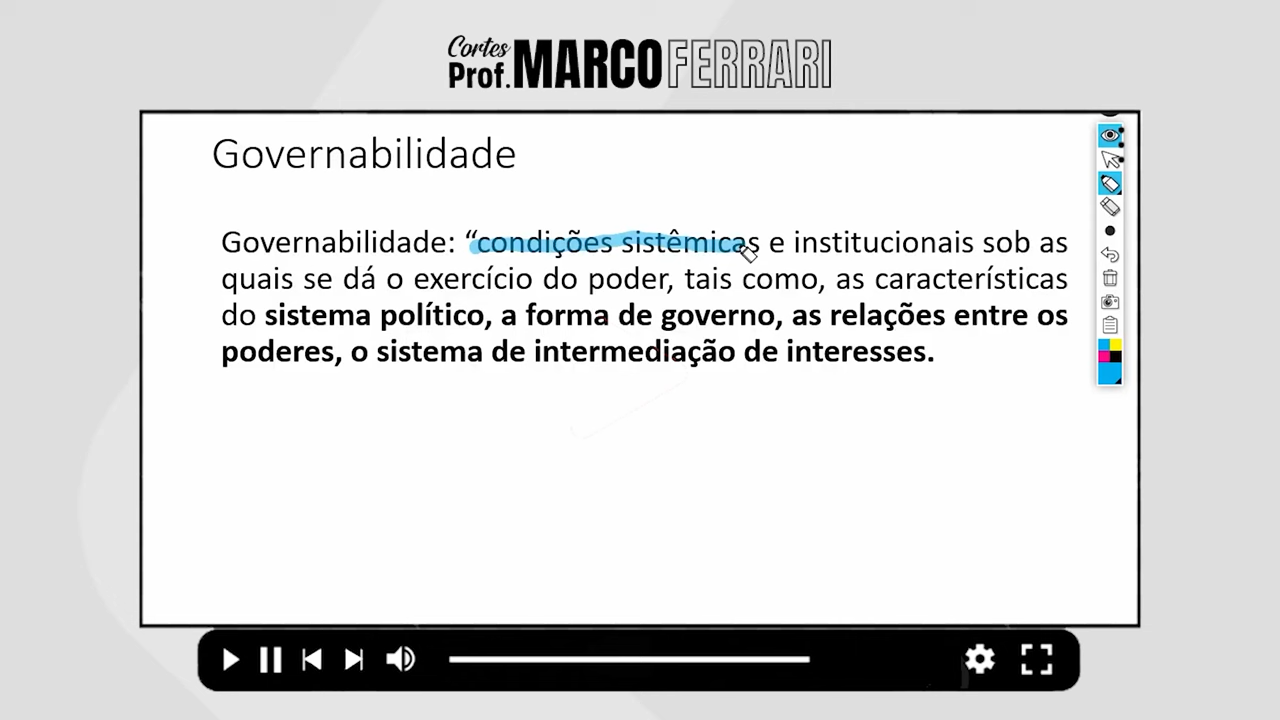 Cortes
Prof. MARCO FERRARI
Governabilidade
Governabilidade: “condições sistêmicas e institucionais sob as
quais se dá o exercício do poder, tais como, as características
do sistema político, a forma de governo, as relações entre os
poderes, o sistema de intermediação de interesses.